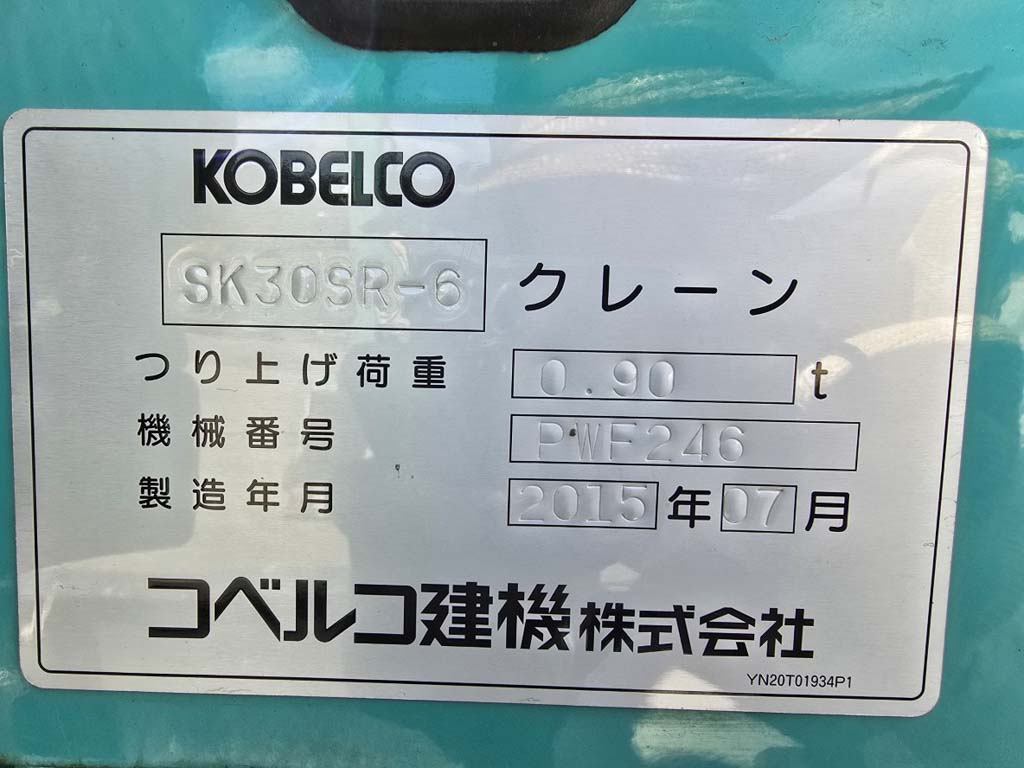 KOBELCO
SK30SR-6 クレーン
つり上げ荷重 0.90 t
機械番号 PWF246
製造年月 2015年07月
コベルコ建機株式会社
YN20T01934P1